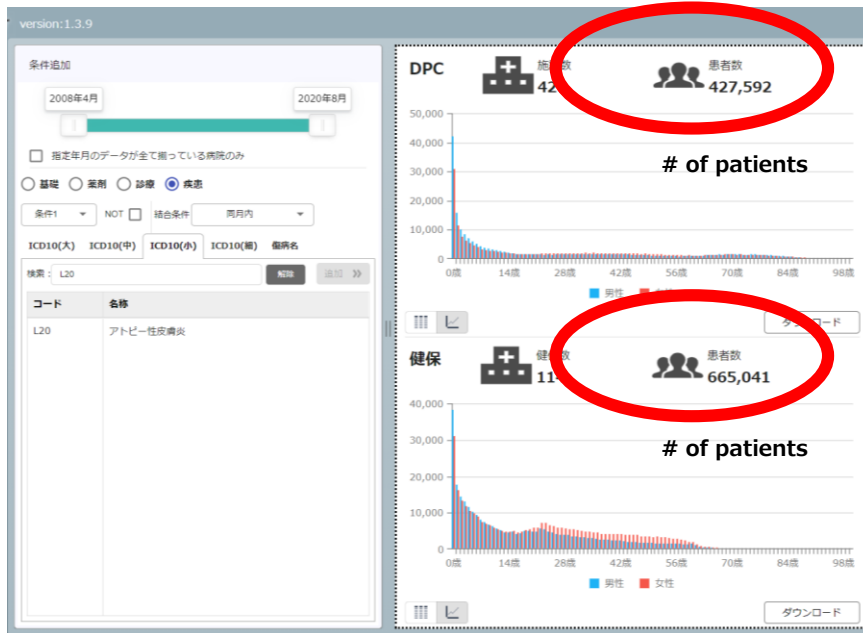 version:1.3.9
条件追加
2008年4月
2020年8月
指定年月のデータが全て揃っている病院のみ
基礎 薬剤 診療 疾患
条件1 NOT 結合条件 両月内
ICD10(大) ICD10(中) ICD10(小) ICD10(細) 傷病名
検索： L20 解除 追加
コード 名称
L20 アトピー性皮膚炎
DPC
患者数
427,592
# of patients
50,000
40,000
30,000
20,000
10,000
0
0歳 14歳 28歳 42歳 56歳 70歳 84歳 98歳
男性
健保
患者数
665,041
# of patients
40,000
30,000
20,000
10,000
0
0歳 14歳 28歳 42歳 56歳 70歳 84歳 98歳
男性 女性
ダウンロード